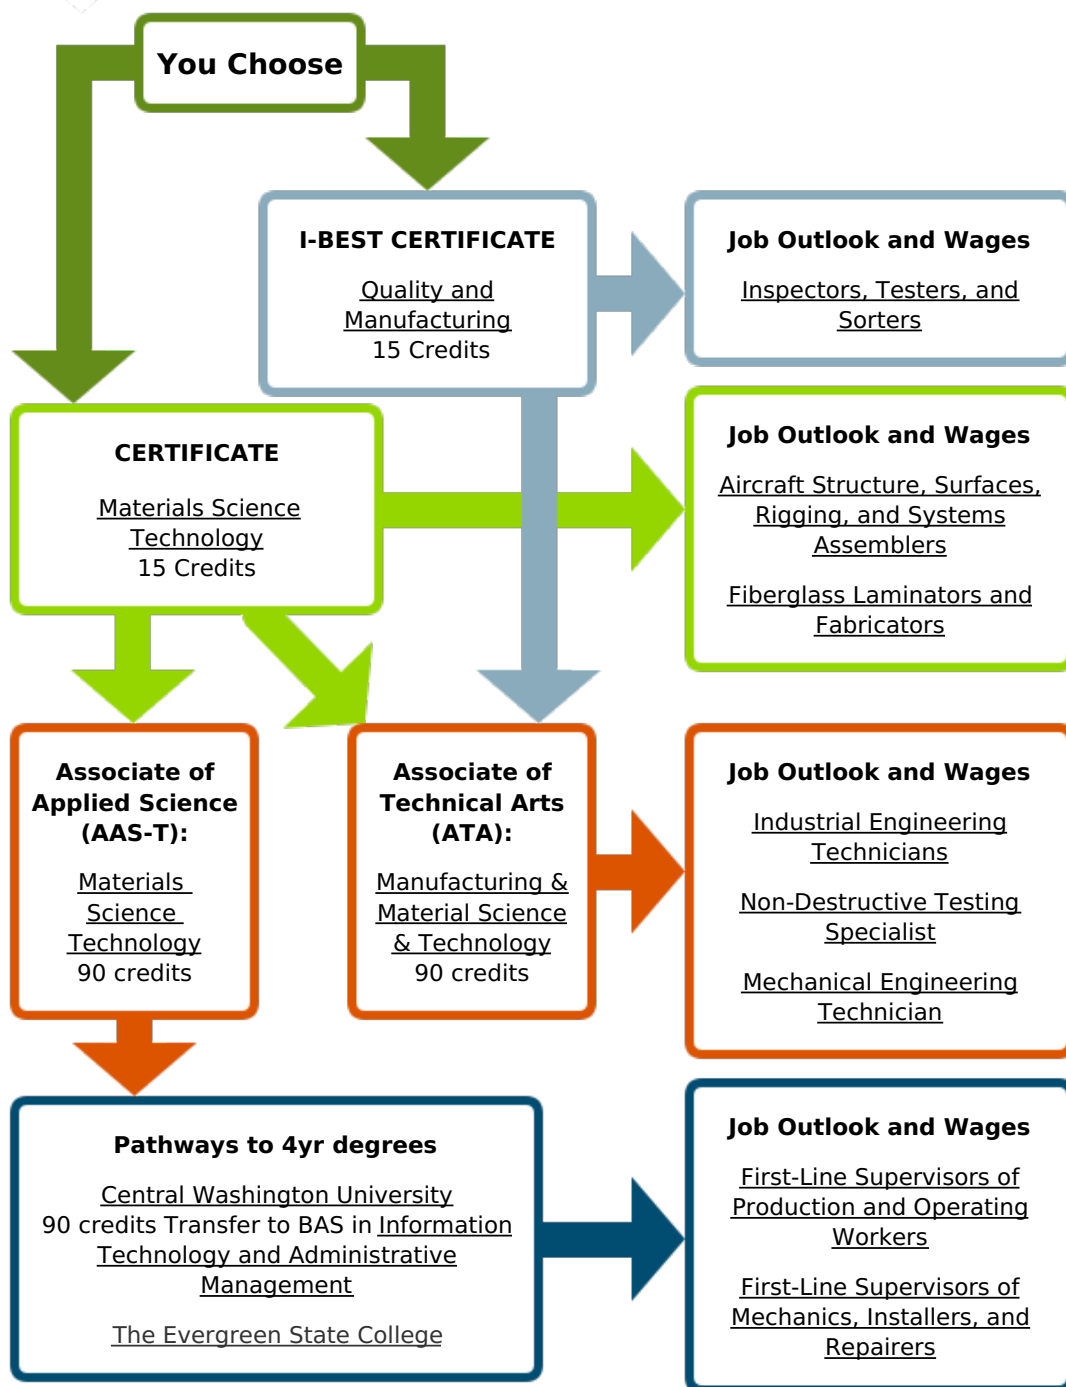 You Choose
I-BEST CERTIFICATE
Quality and
Manufacturing
15 Credits
Job Outlook and Wages
Inspectors, Testers, and
Sorters
CERTIFICATE
Materials Science
Technology
15 Credits
Job Outlook and Wages
Aircraft Structure, Surfaces,
Rigging, and Systems
Assemblers
Fiberglass Laminators and
Fabricators
Associate of
Applied Science
(AAS-T):
Materials
Science
Technology
90 credits
Associate of
Technical Arts
(ATA):
Manufacturing &
Material Science
& Technology
90 credits
Job Outlook and Wages
Industrial Engineering
Technicians
Non-Destructive Testing
Specialist
Mechanical Engineering
Technician
Pathways to 4yr degrees
Central Washington University
90 credits Transfer to BAS in Information
Technology and Administrative
Management
The Evergreen State College
Job Outlook and Wages
First-Line Supervisors of
Production and Operating
Workers
First-Line Supervisors of
Mechanics, Installers, and
Repairers